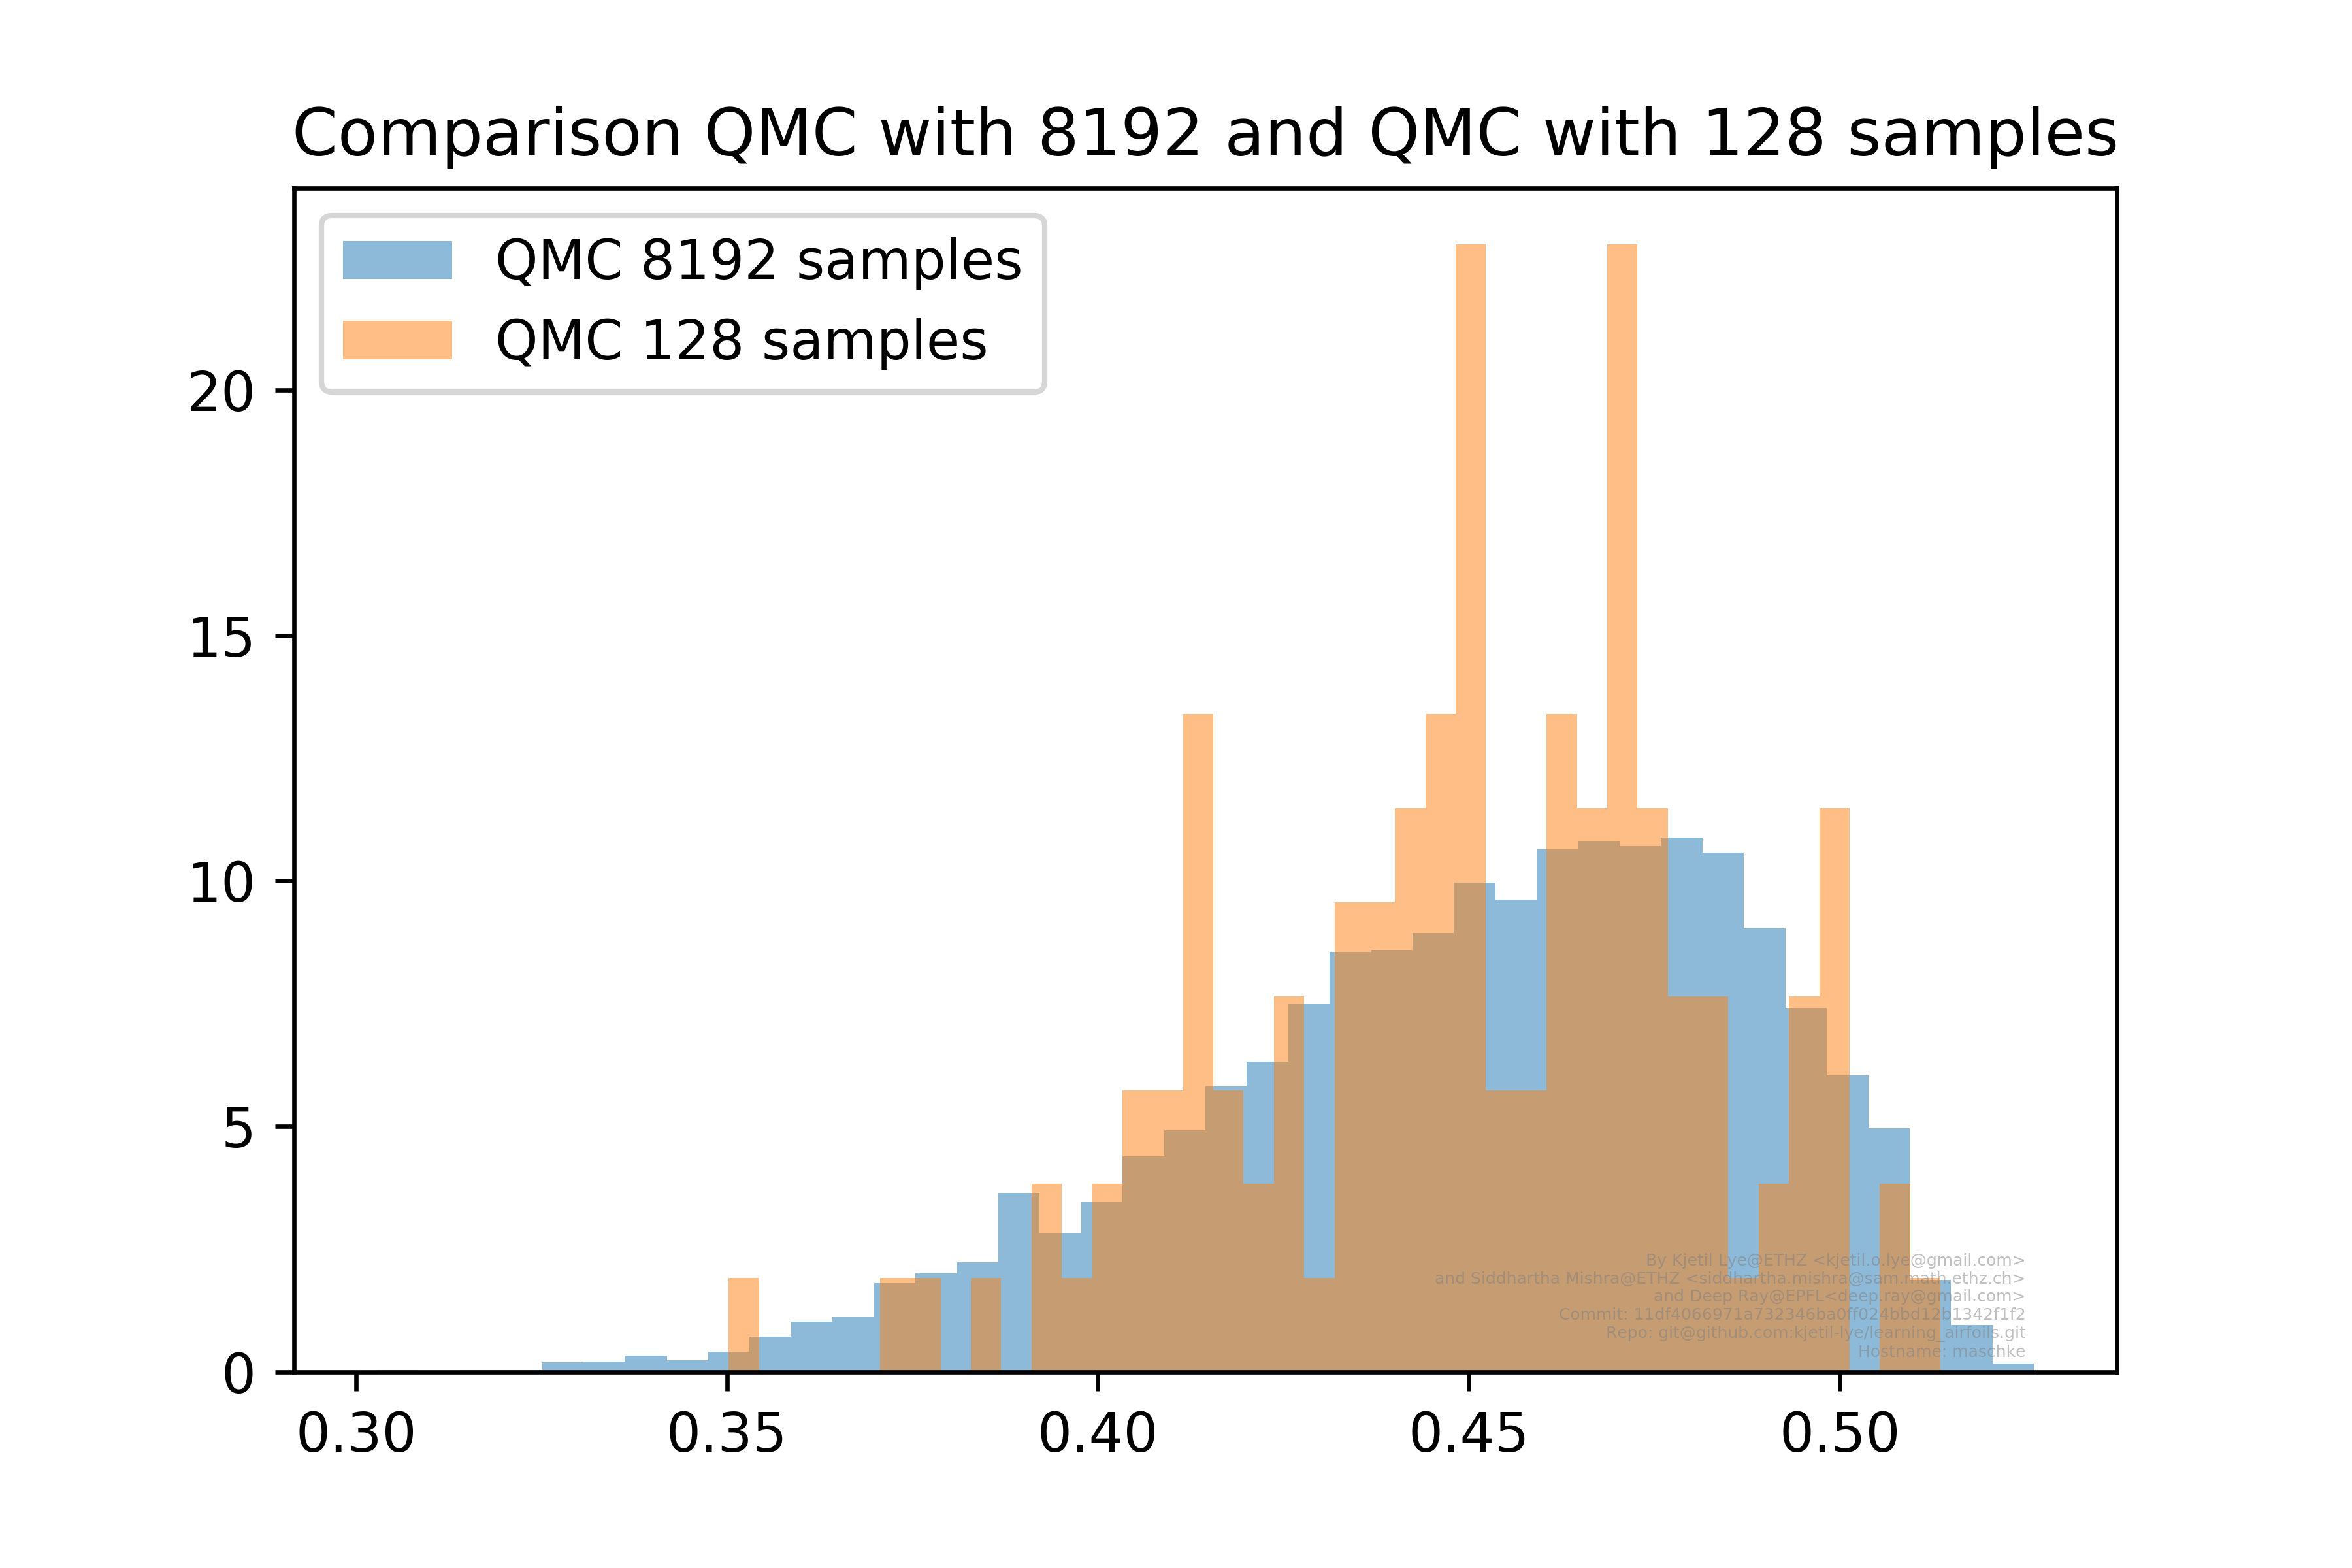 Comparison QMC with 8192 and QMC with 128 samples
QMC 8192 samples
QMC 128 samples
20
15
10
5
0
0.30 0.35 0.40 0.45 0.50
By Kjetil Lye@ETHZ <kjetil.o.lye@gmail.com>
and Siddhartha Mishra@ETHZ <siddhartha.mishra@sam.math.ethz.ch>
and Deep Ray@EPFL<deep.ray@gmail.com>
Commit: 11df4066971a732346ba0ff024bbd12b1342f1f2
Repo: git@github.com:kjetil-lye/learning_airfoils.git
Hostname: maschke